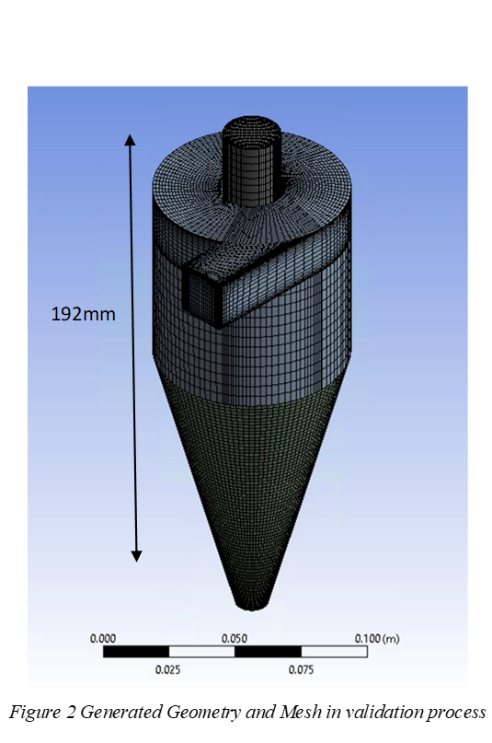 192mm
0.000 0.050 0.100 (m)
0.025 0.075
Figure 2 Generated Geometry and Mesh in validation process